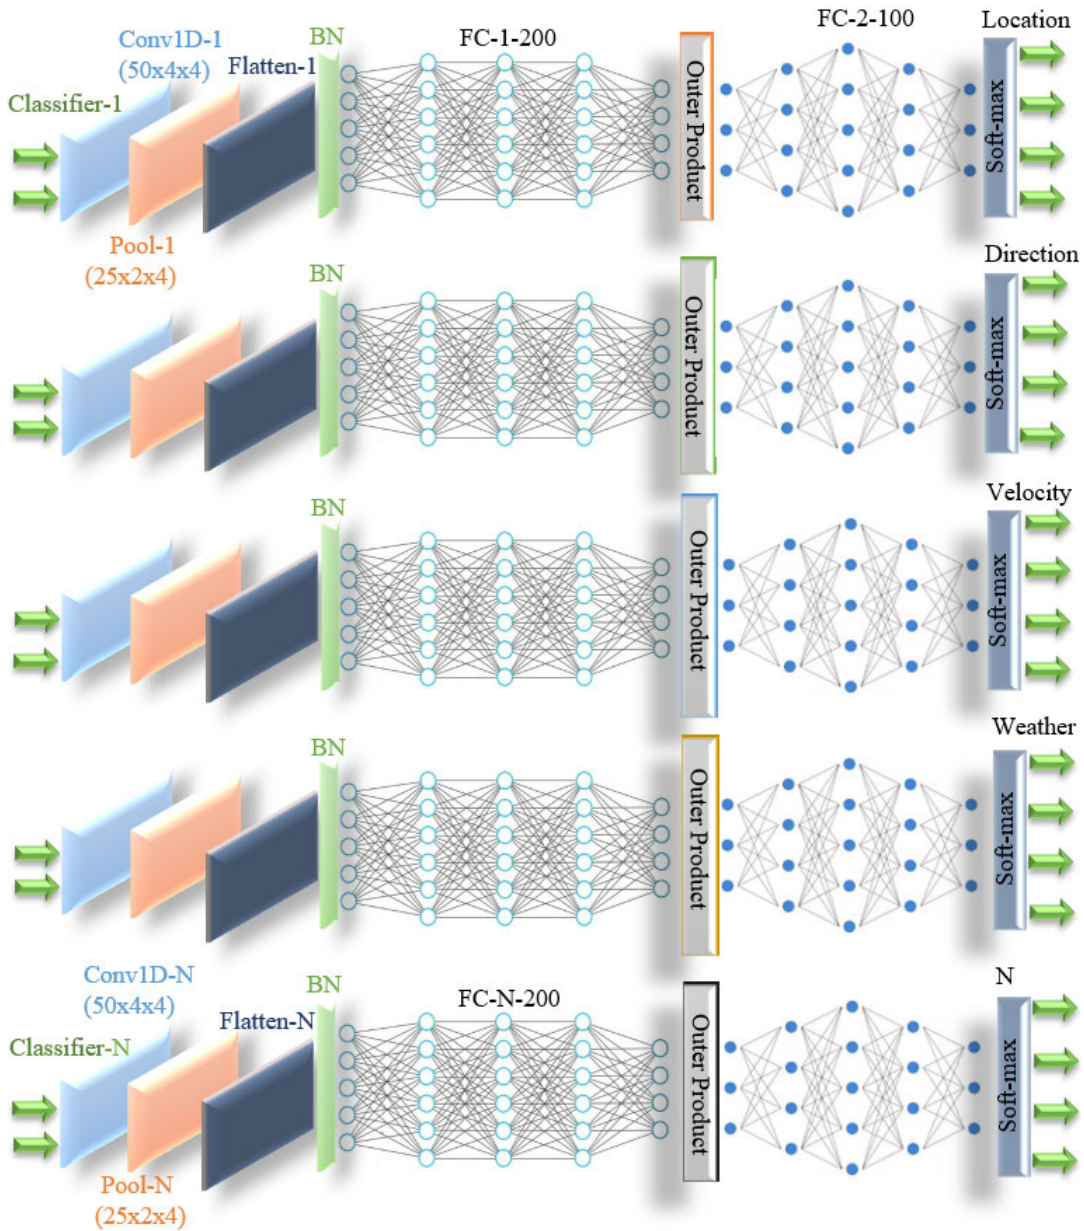 Conv1D-1
(50x4x4)
BN
FC-1-200
FC-2-100
Location
Classifier-1
Flatten-1
Outer Product
Soft-max
Pool-1
(25x2x4)
BN
Direction
Outer Product
Soft-max
BN
Velocity
Outer Product
Soft-max
BN
Weather
Outer Product
Soft-max
Conv1D-N
(50x4x4)
BN
FC-N-200
N
Classifier-N
Flatten-N
Outer Product
Soft-max
Pool-N
(25x2x4)